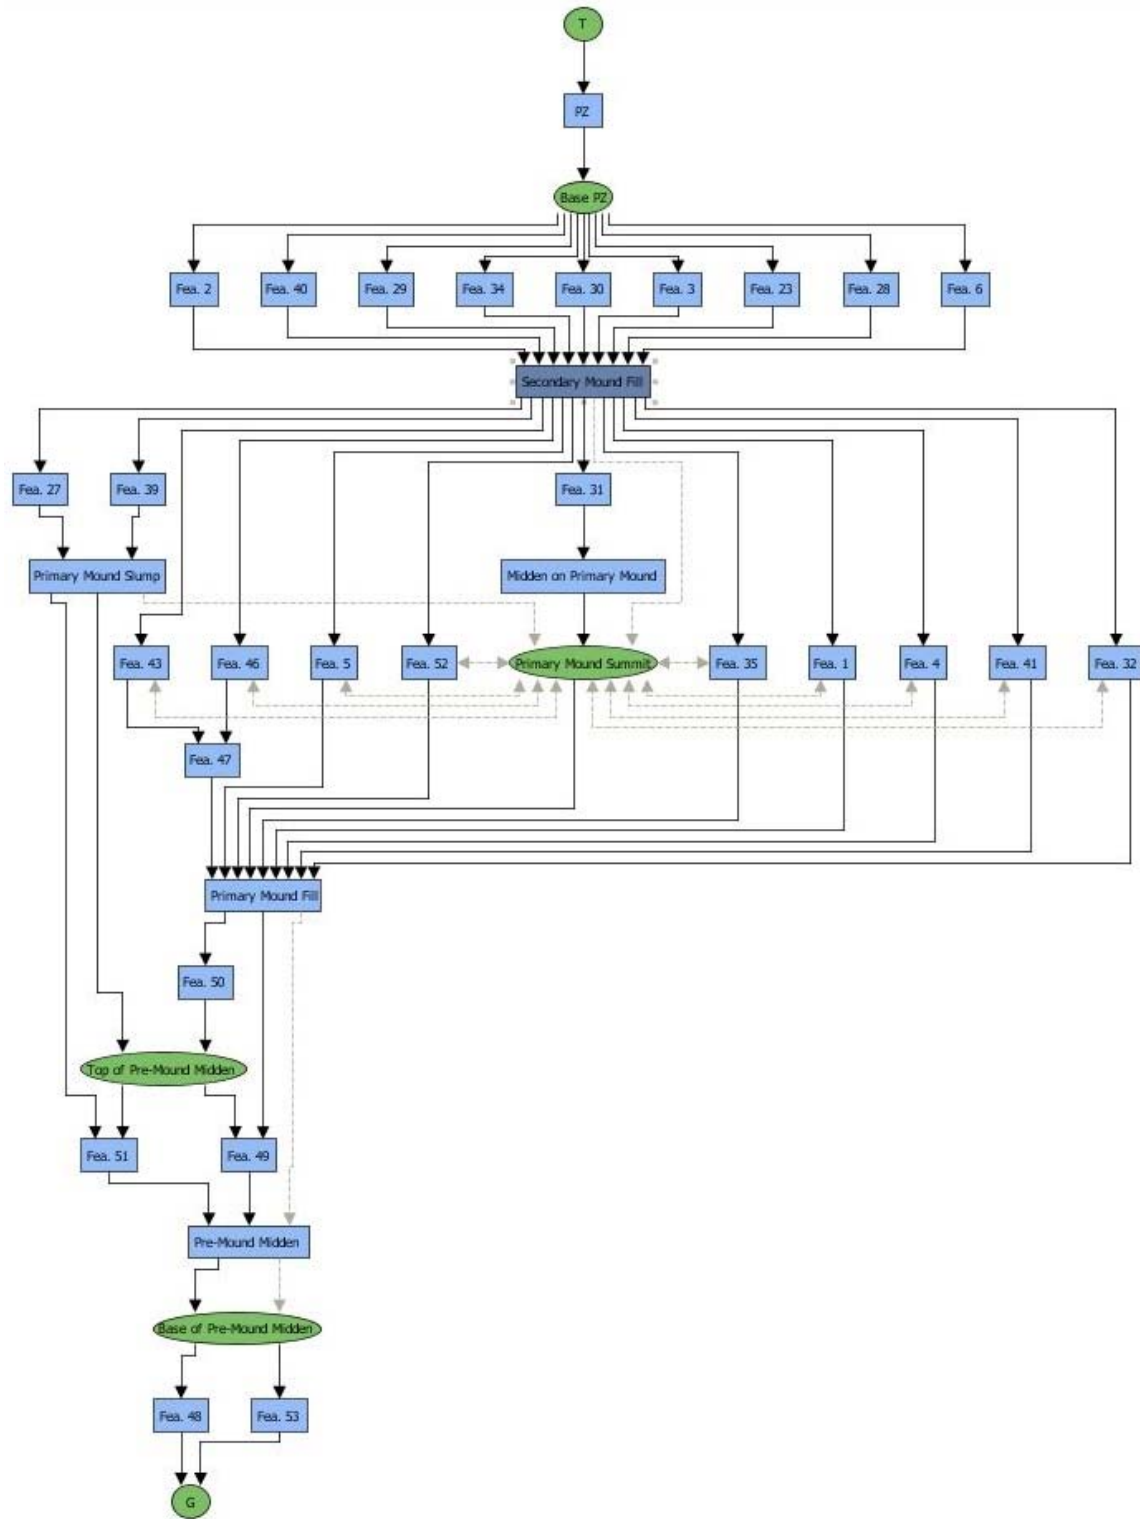 T
PZ
Base PZ
Fea. 2
Fea. 40
Fea. 29
Fea. 34
Fea. 30
Fea. 3
Fea. 23
Fea. 28
Fea. 6
Secondary Mound Fill
Fea. 27
Fea. 39
Fea. 31
Primary Mound Slump
Midden on Primary Mound
Fea. 43
Fea. 46
Fea. 5
Fea. 52
Primary Mound Summit
Fea. 35
Fea. 1
Fea. 4
Fea. 41
Fea. 32
Fea. 47
Primary Mound Fill
Fea. 50
Top of Pre-Mound Midden
Fea. 51
Fea. 49
Pre-Mound Midden
Base of Pre-Mound Midden
Fea. 48
Fea. 53
G